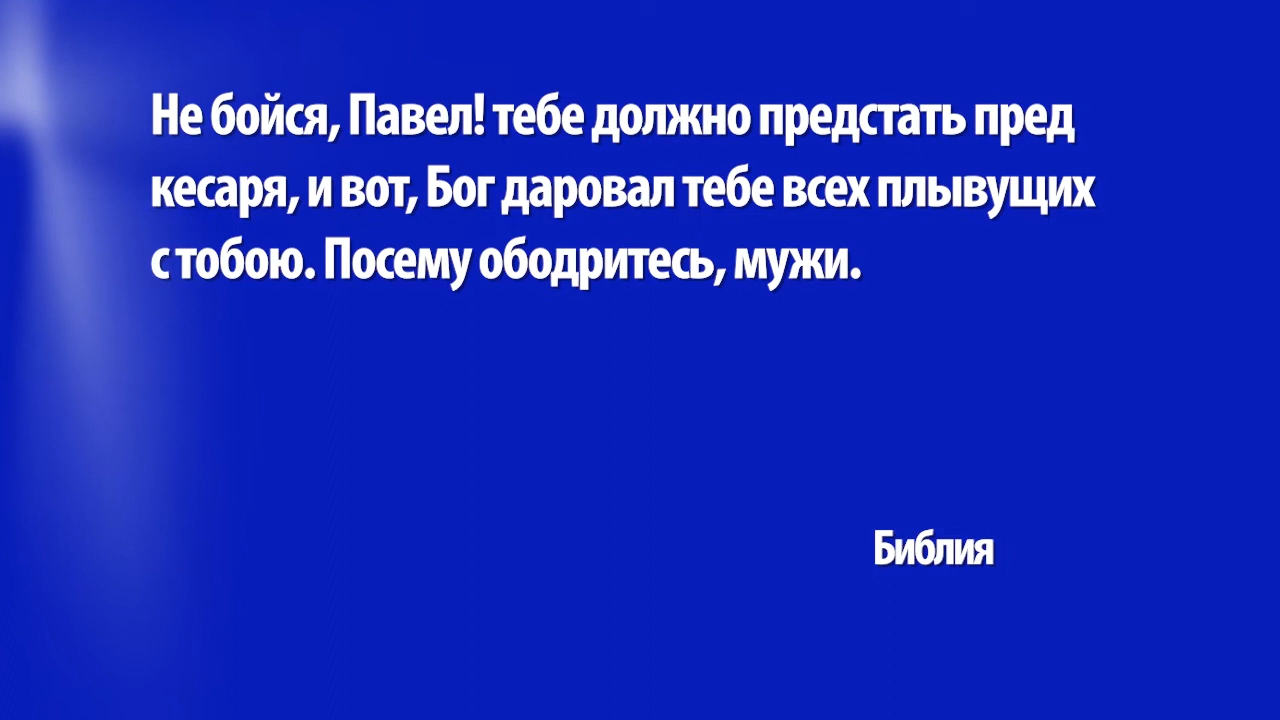 Не бойся, Павел! тебе должно предстать пред
кесаря, и вот, Бог даровал тебе всех плывущих
с тобою. Посему ободритесь, мужи.
Библия